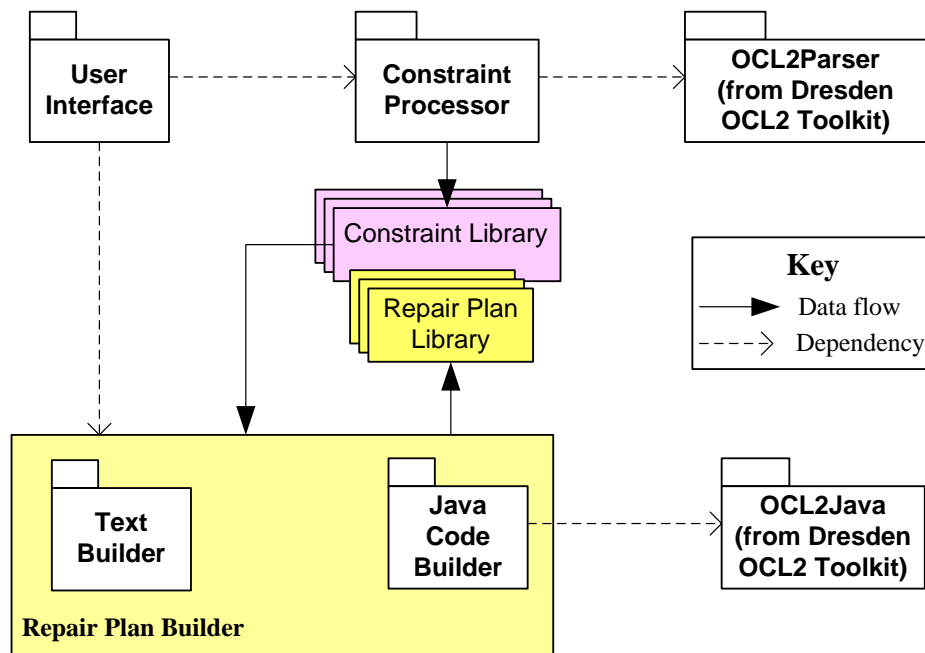 User
Interface
Constraint
Processor
OCL2Parser
(from Dresden
OCL2 Toolkit)
Constraint Library
Repair Plan
Library
Key
Data flow
Dependency
Text
Builder
Java
Code
Builder
OCL2Java
(from Dresden
OCL2 Toolkit)
Repair Plan Builder